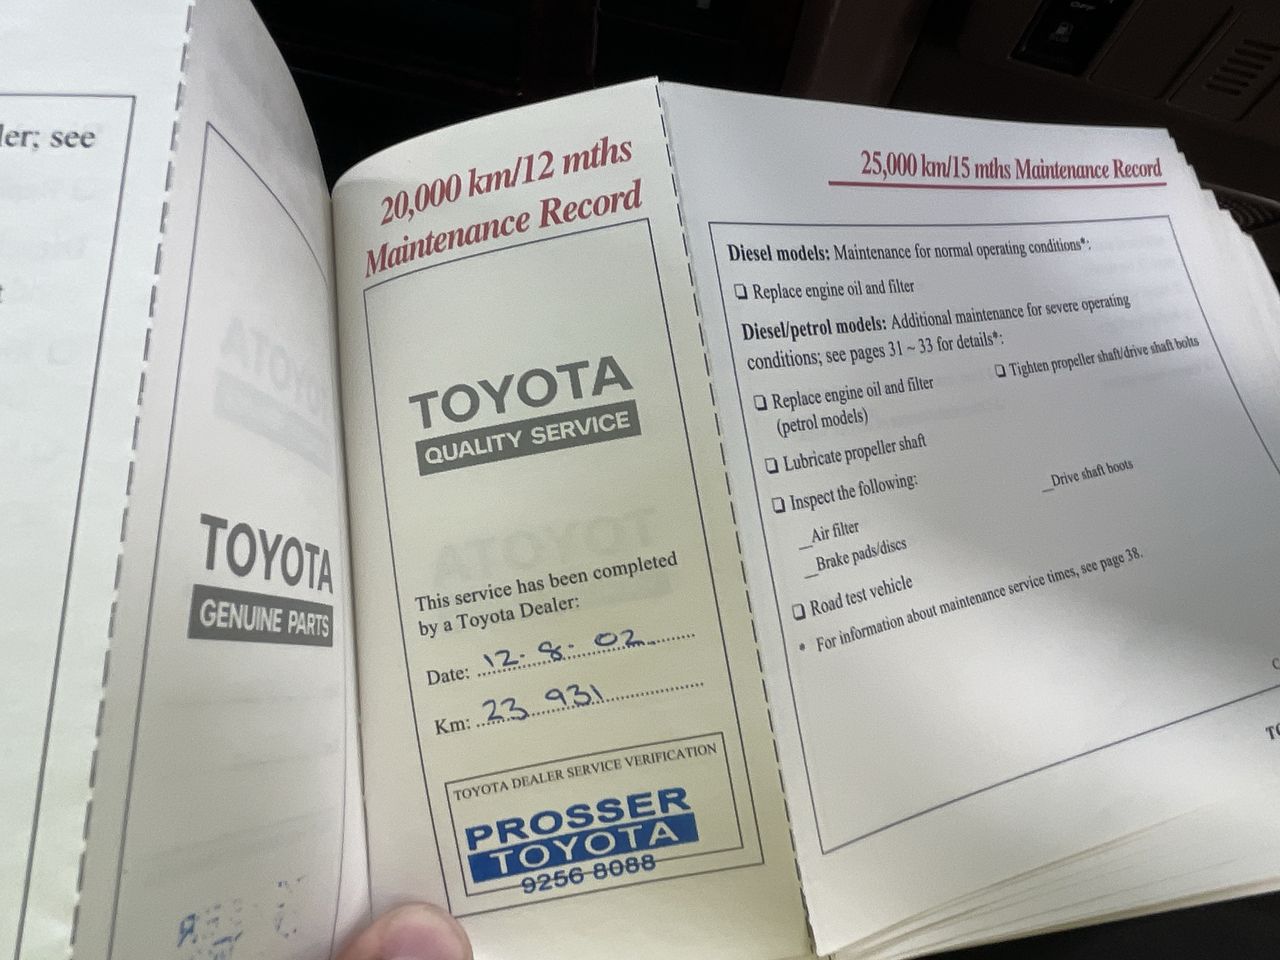 ler; see
TOYOTA
GENUINE PARTS
20,000 km/12 mths
Maintenance Record
TOYOTA
QUALITY SERVICE
This service has been completed
by a Toyota Dealer:
Date: 12.8.02
Km: 23 931
TOYOTA DEALER SERVICE VERIFICATION
PROSSER
TOYOTA
9256 8088
25,000 km/15 mths Maintenance Record
Diesel models: Maintenance for normal operating conditions*:
❏ Replace engine oil and filter
Diesel/petrol models: Additional maintenance for severe operating
conditions; see pages 31 ~ 33 for details*:
❏ Replace engine oil and filter
(petrol models)
❏ Tighten propeller shaft/drive shaft bolts
❏ Lubricate propeller shaft
❏ Inspect the following:
__Air filter
__Drive shaft boots
__Brake pads/discs
❏ Road test vehicle
* For information about maintenance service times, see page 38.
OFF